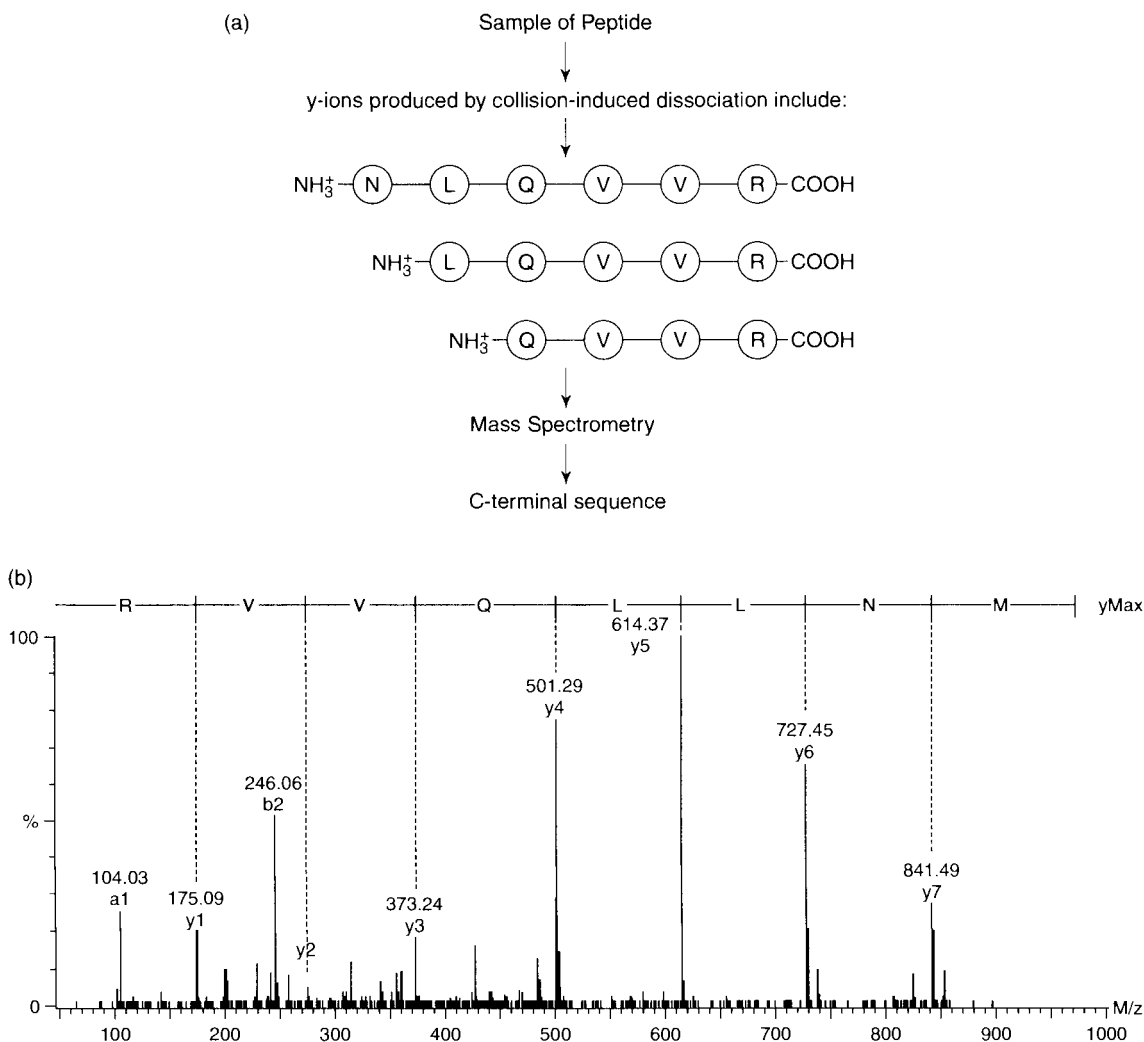 (a)
Sample of Peptide
y-ions produced by collision-induced dissociation include:
NH3+ N L Q V V R COOH
NH3+ L Q V V R COOH
NH3+ Q V V R COOH
Mass Spectrometry
C-terminal sequence
(b)
R V V Q L L N M yMax
100
614.37
y5
501.29
y4
727.45
y6
246.06
b2
%
104.03
a1
175.09
y1
y2
373.24
y3
841.49
y7
0
M/z
100 200 300 400 500 600 700 800 900 1000